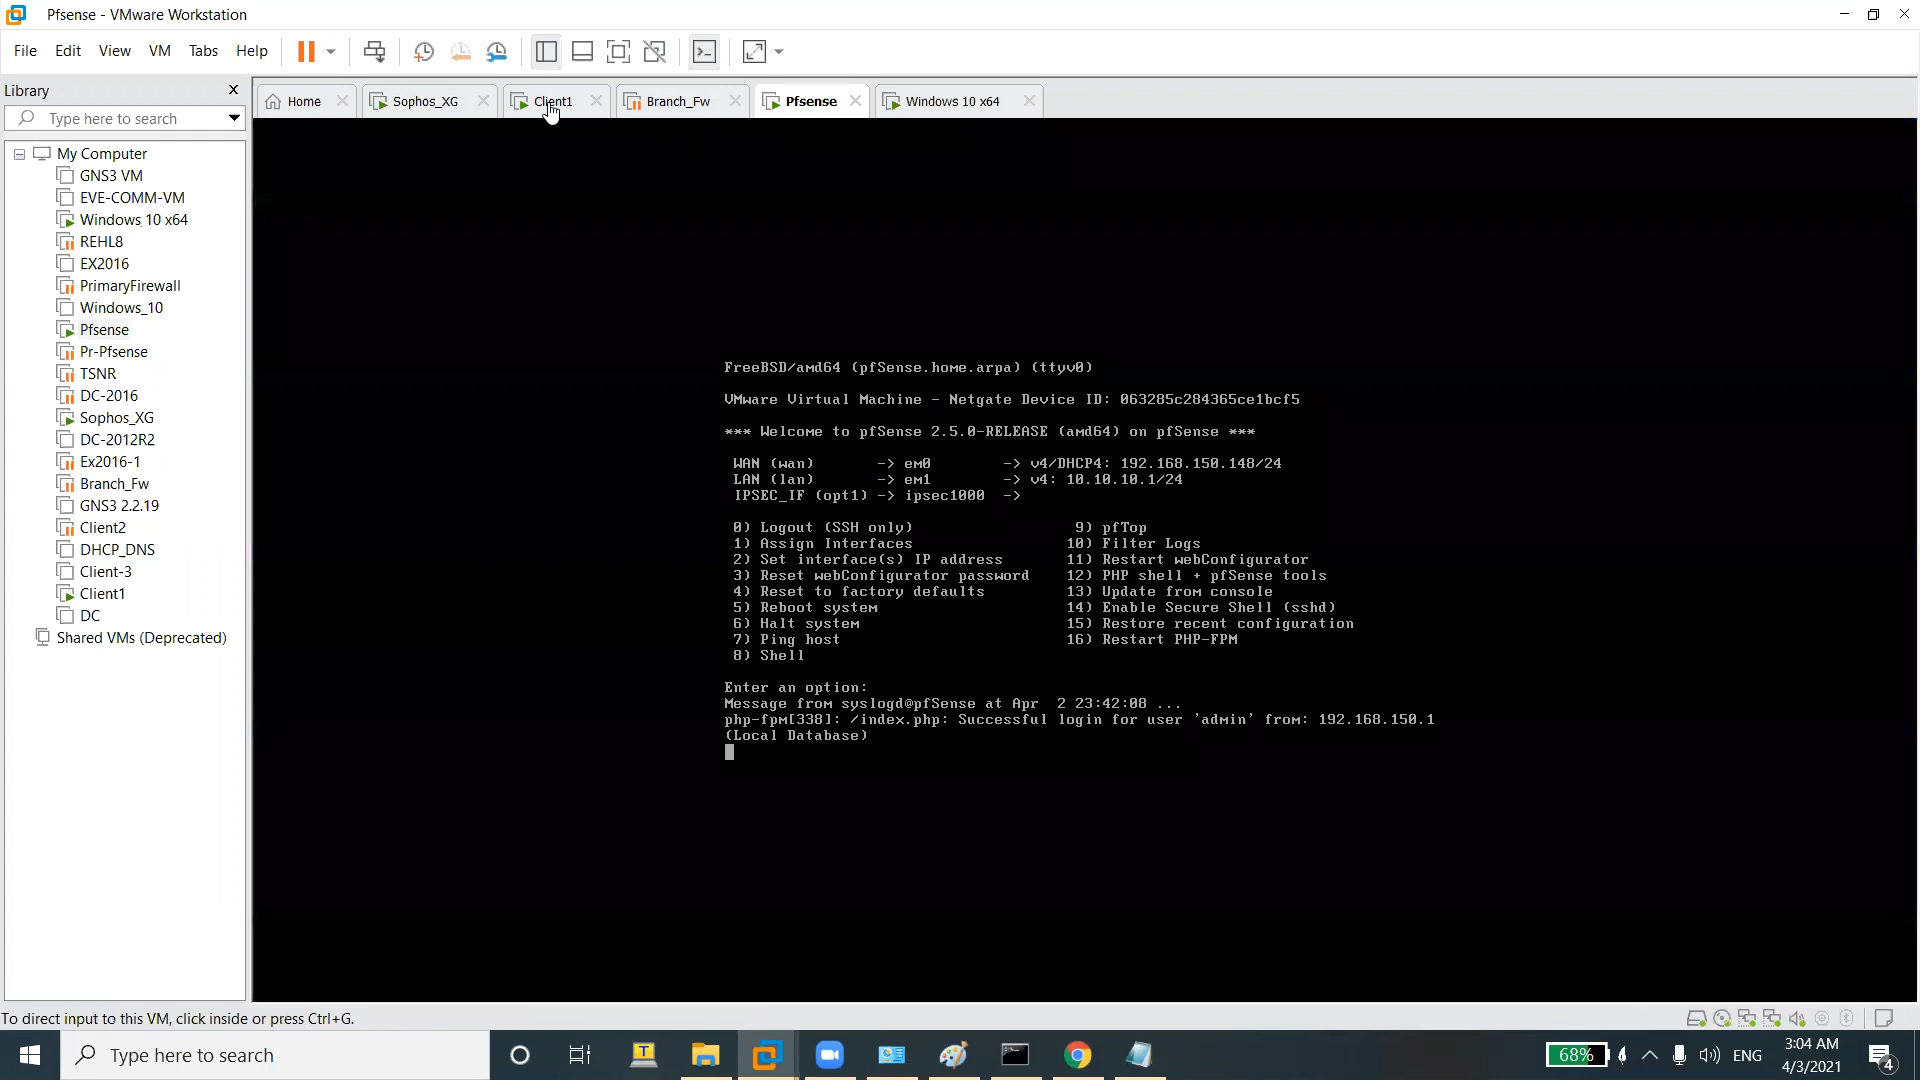 Pfsense - VMware Workstation
File Edit View VM Tabs Help
Library
Type here to search
Home Sophos_XG Client1 Branch_Fw Pfsense Windows 10 x64
My Computer
GNS3 VM
EVE-COMM-VM
Windows 10 x64
REHL8
EX2016
PrimaryFirewall
Windows_10
Pfsense
Pr-Pfsense
TSNR
DC-2016
Sophos_XG
DC-2012R2
Ex2016-1
Branch_Fw
GNS3 2.2.19
Client2
DHCP_DNS
Client-3
Client1
DC
Shared VMs (Deprecated)
FreeBSD/amd64 (pfSense.home.arpa) (ttyv0)
VMware Virtual Machine - Netgate Device ID: 063285c284365ce1bcf5
*** Welcome to pfSense 2.5.0-RELEASE (amd64) on pfSense ***
WAN (wan) -> em0 -> v4/DHCP4: 192.168.150.148/24
LAN (lan) -> em1 -> v4: 10.10.10.1/24
IPSEC_IF (opt1) -> ipsec1000 ->
0) Logout (SSH only) 9) pfTop
1) Assign Interfaces 10) Filter Logs
2) Set interface(s) IP address 11) Restart webConfigurator
3) Reset webConfigurator password 12) PHP shell + pfSense tools
4) Reset to factory defaults 13) Update from console
5) Reboot system 14) Enable Secure Shell (sshd)
6) Halt system 15) Restore recent configuration
7) Ping host 16) Restart PHP-FPM
8) Shell
Enter an option:
Message from syslogd@pfSense at Apr 2 23:42:08 ...
php-fpm[338]: /index.php: Successful login for user 'admin' from: 192.168.150.1
(Local Database)
To direct input to this VM, click inside or press Ctrl+G.
Type here to search
T
68%
ENG
3:04 AM
4/3/2021
4